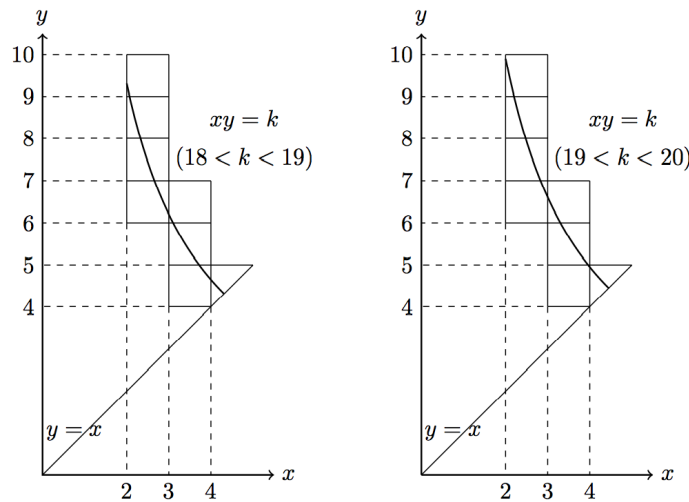 y
10
9
8
7
6
5
4
xy = k
(18 < k < 19)
y = x
2 3 4
x
y
10
9
8
7
6
5
4
xy = k
(19 < k < 20)
y = x
2 3 4
x